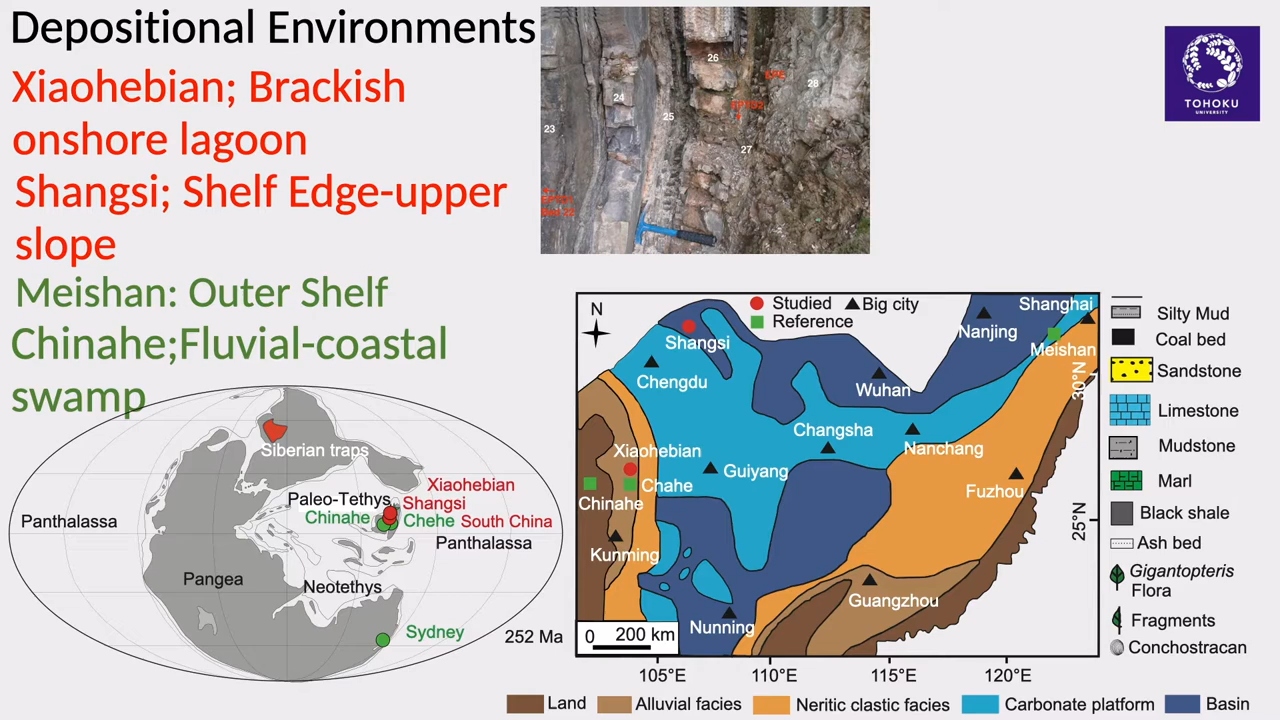 Depositional Environments
Xiaohebian; Brackish
onshore lagoon
Shangsi; Shelf Edge-upper
slope
Meishan: Outer Shelf
Chinahe;Fluvial-coastal
swamp
23
24
25
26
27
28
TOHOKU
UNIVERSITY
Siberian traps
Paleo-Tethys
Xiaohebian
Shangsi
Chinahe
Chehe
South China
Panthalassa
Panthalassa
Pangea
Neotethys
Sydney
252 Ma
N
Studied
Big city
Reference
Shanghai
Nanjing
Meishan
Shangsi
Chengdu
Wuhan
30°N
Changsha
Nanchang
Xiaohebian
Guiyang
Chahe
Chinahe
Fuzhou
25°N
Kunming
Guangzhou
Nunning
0 200 km
105°E
110°E
115°E
120°E
Land
Alluvial facies
Neritic clastic facies
Carbonate platform
Basin
Silty Mud
Coal bed
Sandstone
Limestone
Mudstone
Marl
Black shale
Ash bed
Gigantopteris
Flora
Fragments
Conchostracan